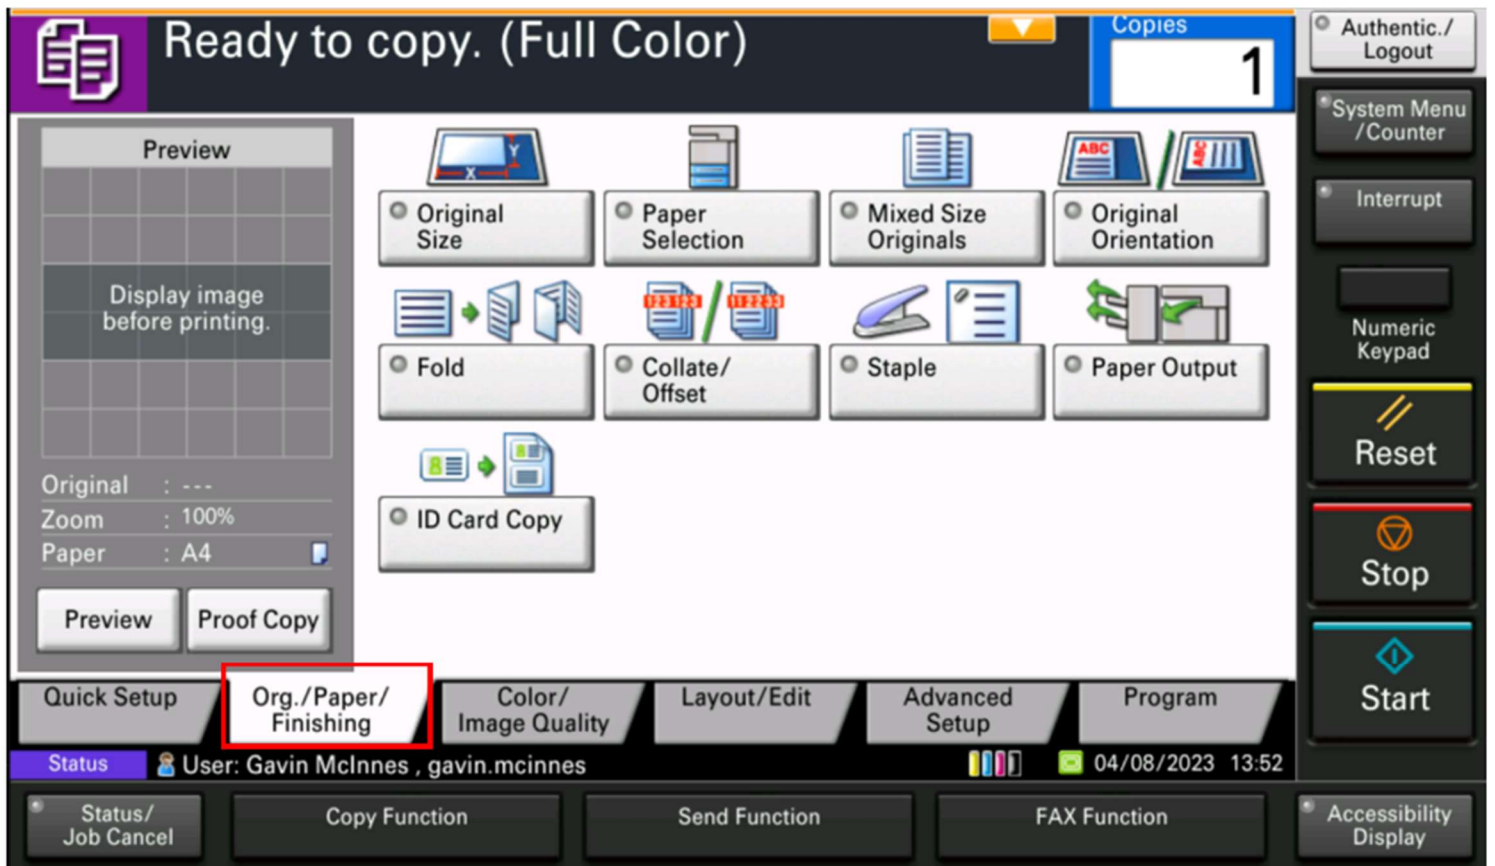 Ready to copy. (Full Color)
Copies
1
Authentic./
Logout
System Menu
/Counter
Interrupt
Numeric
Keypad
Reset
Stop
Start
Preview
Display image
before printing.
Original : ---
Zoom : 100%
Paper : A4
Preview
Proof Copy
ABC
ABC
Original
Size
Paper
Selection
Mixed Size
Originals
Original
Orientation
X
Y
123123
112233
Fold
Collate/
Offset
Staple
Paper Output
ID Card Copy
Quick Setup
Org./Paper/
Finishing
Color/
Image Quality
Layout/Edit
Advanced
Setup
Program
Status
User: Gavin McInnes , gavin.mcinnes
04/08/2023 13:52
Status/
Job Cancel
Copy Function
Send Function
FAX Function
Accessibility
Display